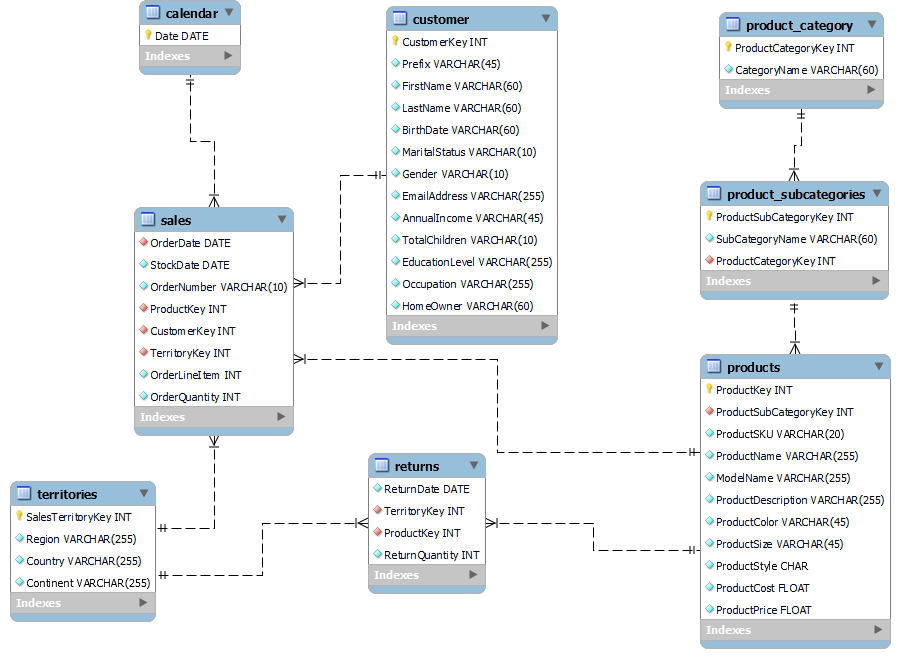 calendar
Date DATE
Indexes
customer
CustomerKey INT
Prefix VARCHAR(45)
FirstName VARCHAR(60)
LastName VARCHAR(60)
BirthDate VARCHAR(60)
MaritalStatus VARCHAR(10)
Gender VARCHAR(10)
EmailAddress VARCHAR(255)
AnnualIncome VARCHAR(45)
TotalChildren VARCHAR(10)
EducationLevel VARCHAR(255)
Occupation VARCHAR(255)
HomeOwner VARCHAR(60)
Indexes
product_category
ProductCategoryKey INT
CategoryName VARCHAR(60)
Indexes
product_subcategories
ProductSubCategoryKey INT
SubCategoryName VARCHAR(60)
ProductCategoryKey INT
Indexes
sales
OrderDate DATE
StockDate DATE
OrderNumber VARCHAR(10)
ProductKey INT
CustomerKey INT
TerritoryKey INT
OrderLineItem INT
OrderQuantity INT
Indexes
products
ProductKey INT
ProductSubCategoryKey INT
ProductSKU VARCHAR(20)
ProductName VARCHAR(255)
ModelName VARCHAR(255)
ProductDescription VARCHAR(255)
ProductColor VARCHAR(45)
ProductSize VARCHAR(45)
ProductStyle CHAR
ProductCost FLOAT
ProductPrice FLOAT
Indexes
returns
ReturnDate DATE
TerritoryKey INT
ProductKey INT
ReturnQuantity INT
Indexes
territories
SalesTerritoryKey INT
Region VARCHAR(255)
Country VARCHAR(255)
Continent VARCHAR(255)
Indexes